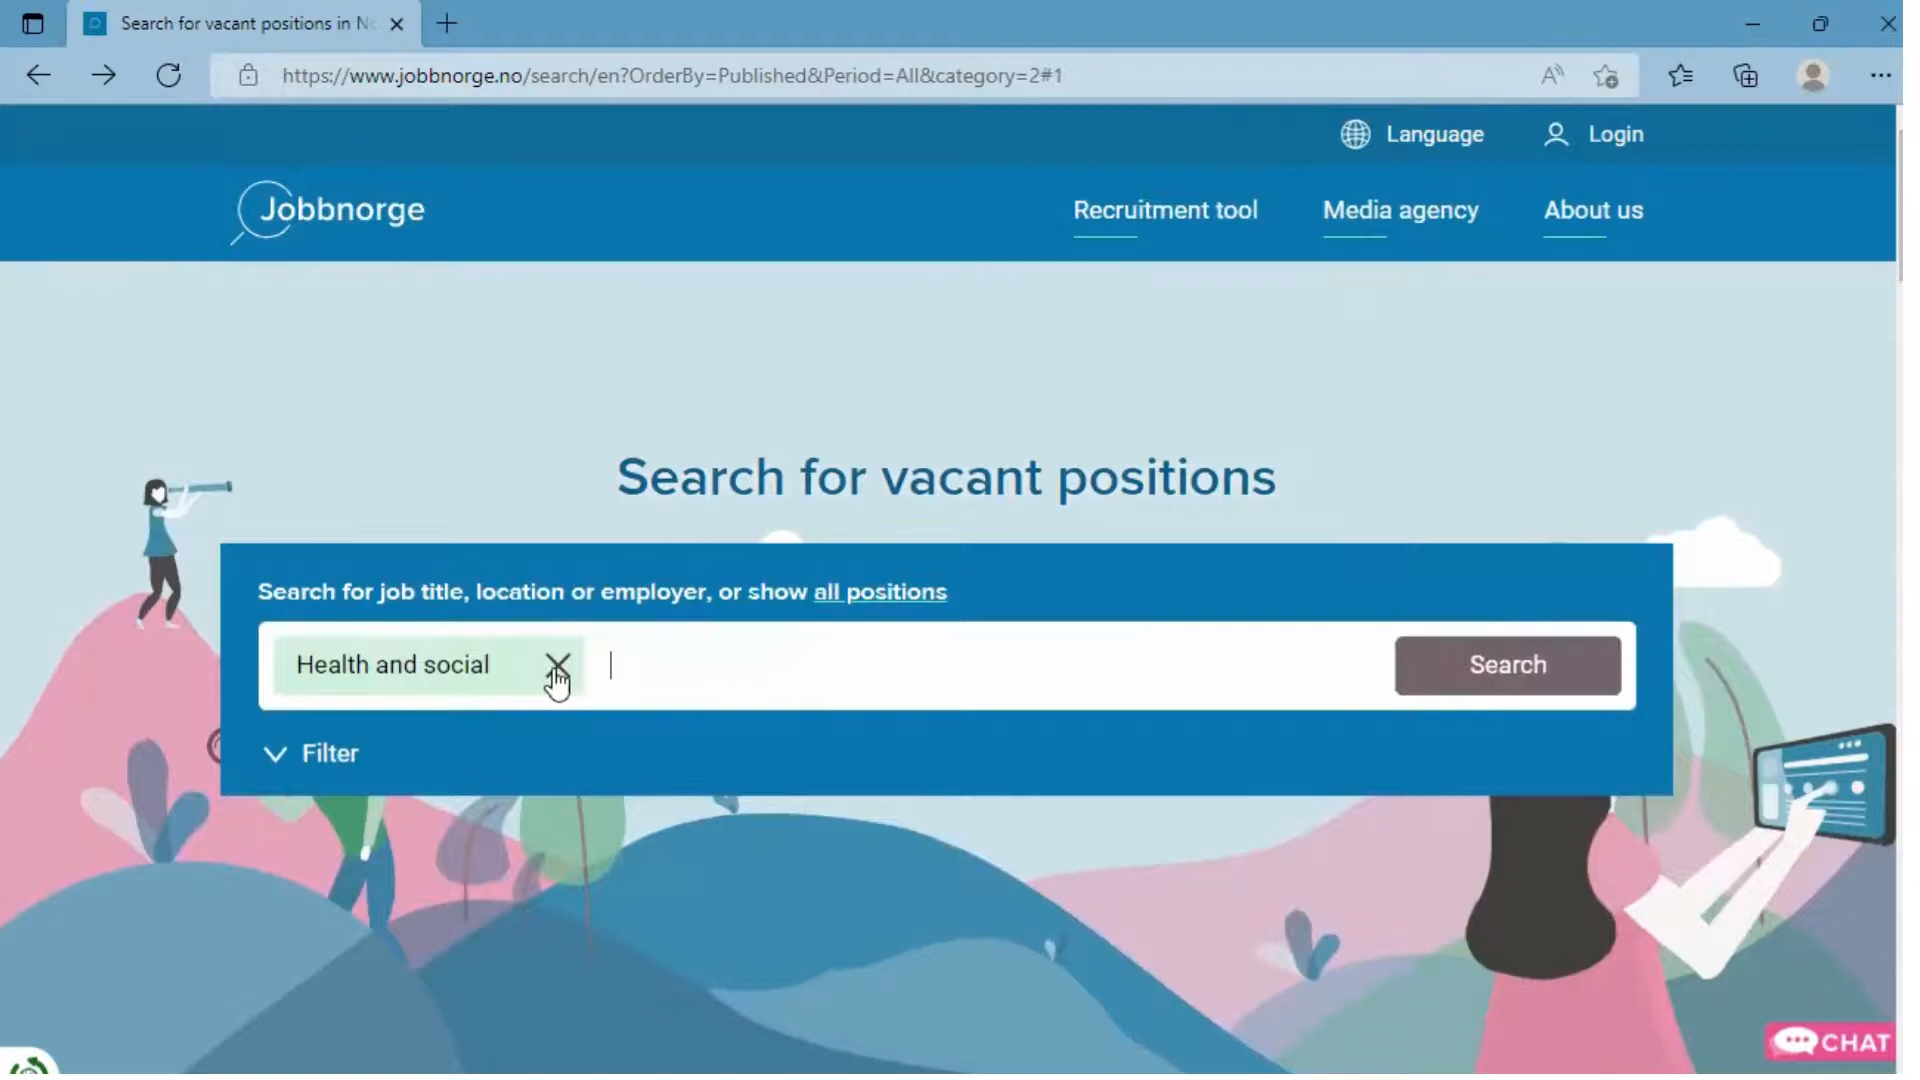 Search for vacant positions in No
https://www.jobbnorge.no/search/en?OrderBy=Published&Period=All&category=2#1
Language
Login
Jobbnorge
Recruitment tool
Media agency
About us
Search for vacant positions
Search for job title, location or employer, or show all positions
Health and social
Search
Filter
CHAT